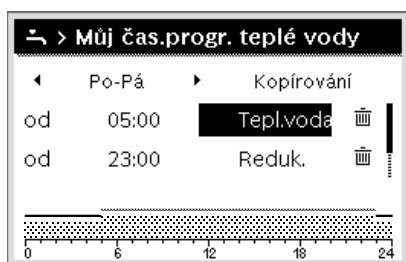 > Můj čas.progr. teplé vody
Po-Pá Kopírování
od 05:00 Tepl.voda
od 23:00 Reduk.
0 6 12 18 24